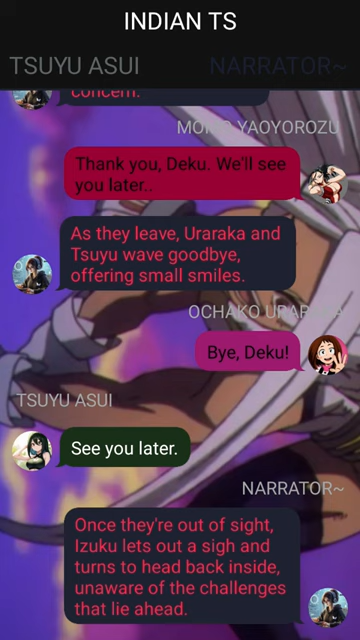 INDIAN TS
TSUYU ASUI
NARRATOR~
concern.
MOMO YAOYOROZU
Thank you, Deku. We'll see
you later..
As they leave, Uraraka and
Tsuyu wave goodbye,
offering small smiles.
OCHAKO URARAKA
Bye, Deku!
TSUYU ASUI
See you later.
NARRATOR~
Once they're out of sight,
Izuku lets out a sigh and
turns to head back inside,
unaware of the challenges
that lie ahead.